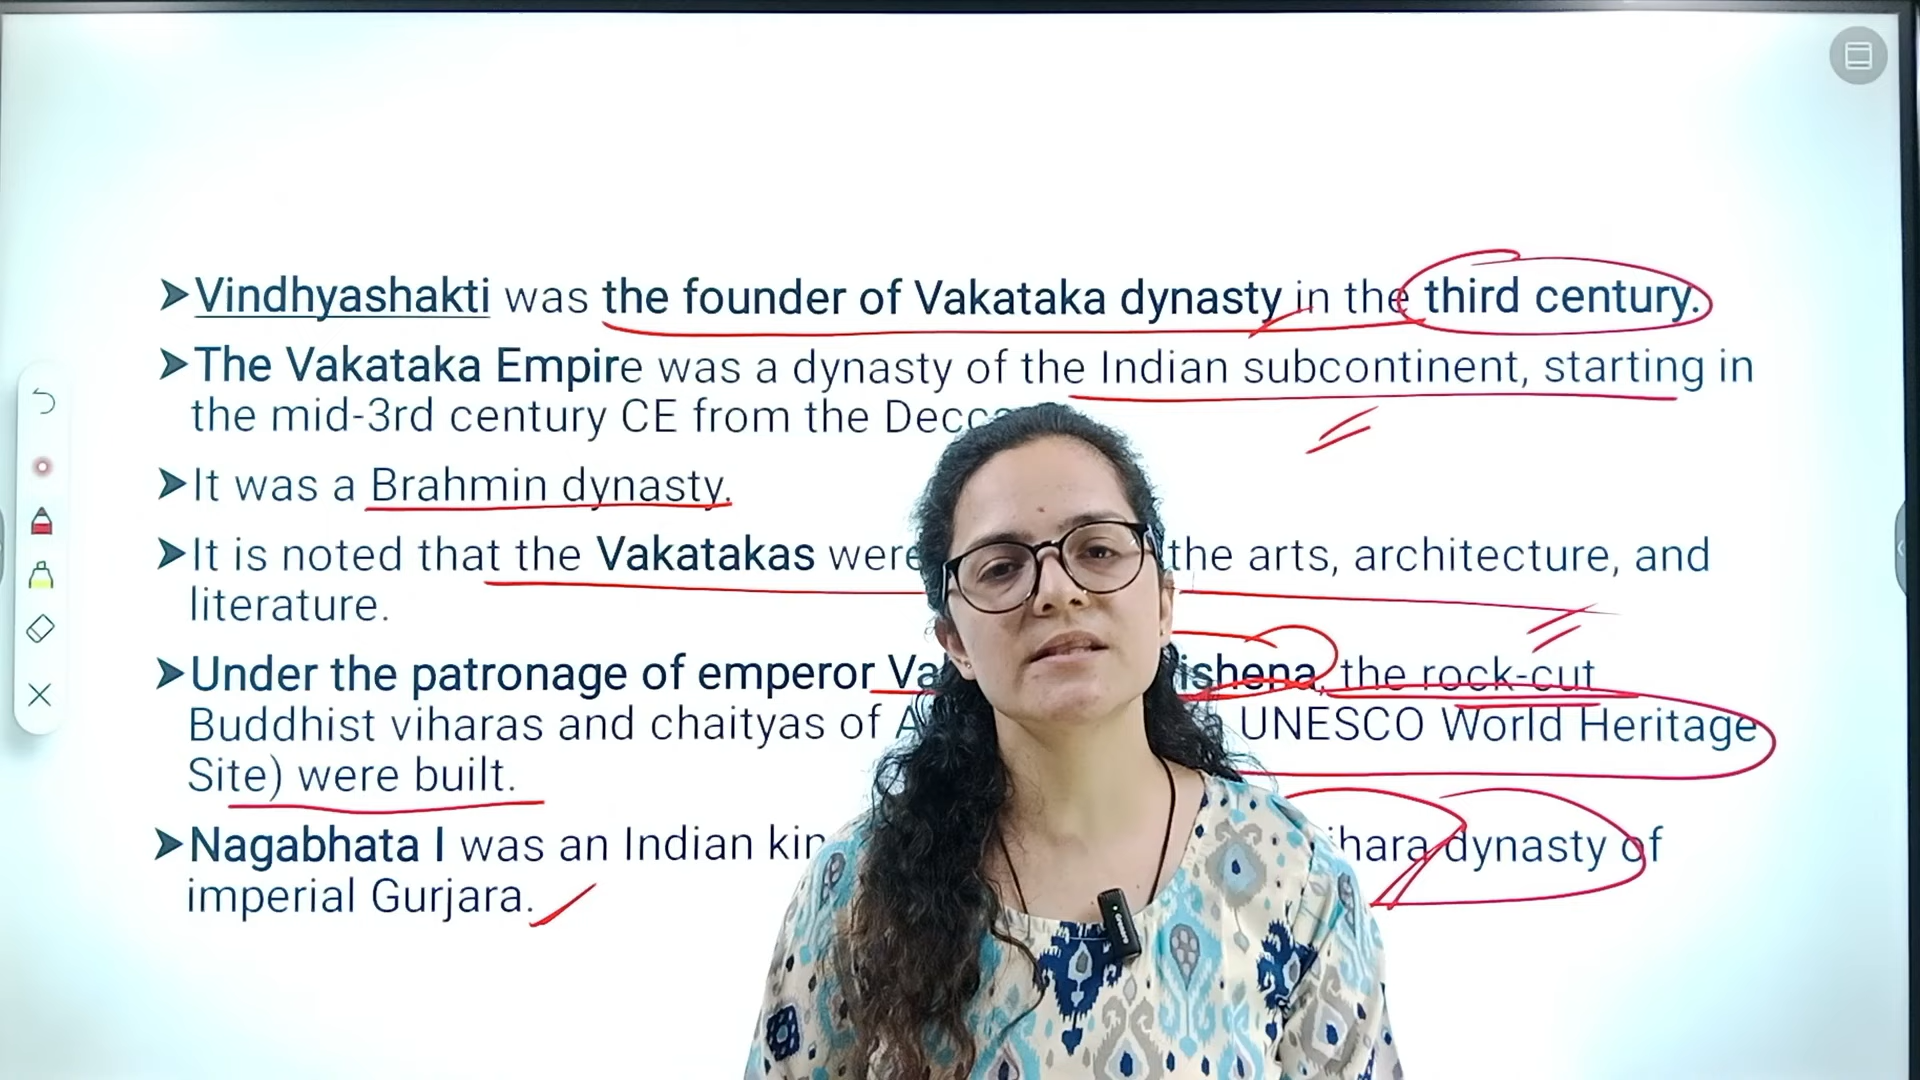 ➤Vindhyashakti was the founder of Vakataka dynasty in the third century.
➤The Vakataka Empire was a dynasty of the Indian subcontinent, starting in
the mid-3rd century CE from the
➤It was a Brahmin dynasty.
➤It is noted that the Vakatakas were the arts, architecture, and
literature.
➤Under the patronage of emperor the rock-cut
Buddhist viharas and chaityas of UNESCO World Heritage
Site) were built.
➤Nagabhata I was an Indian dynasty of
imperial Gurjara.